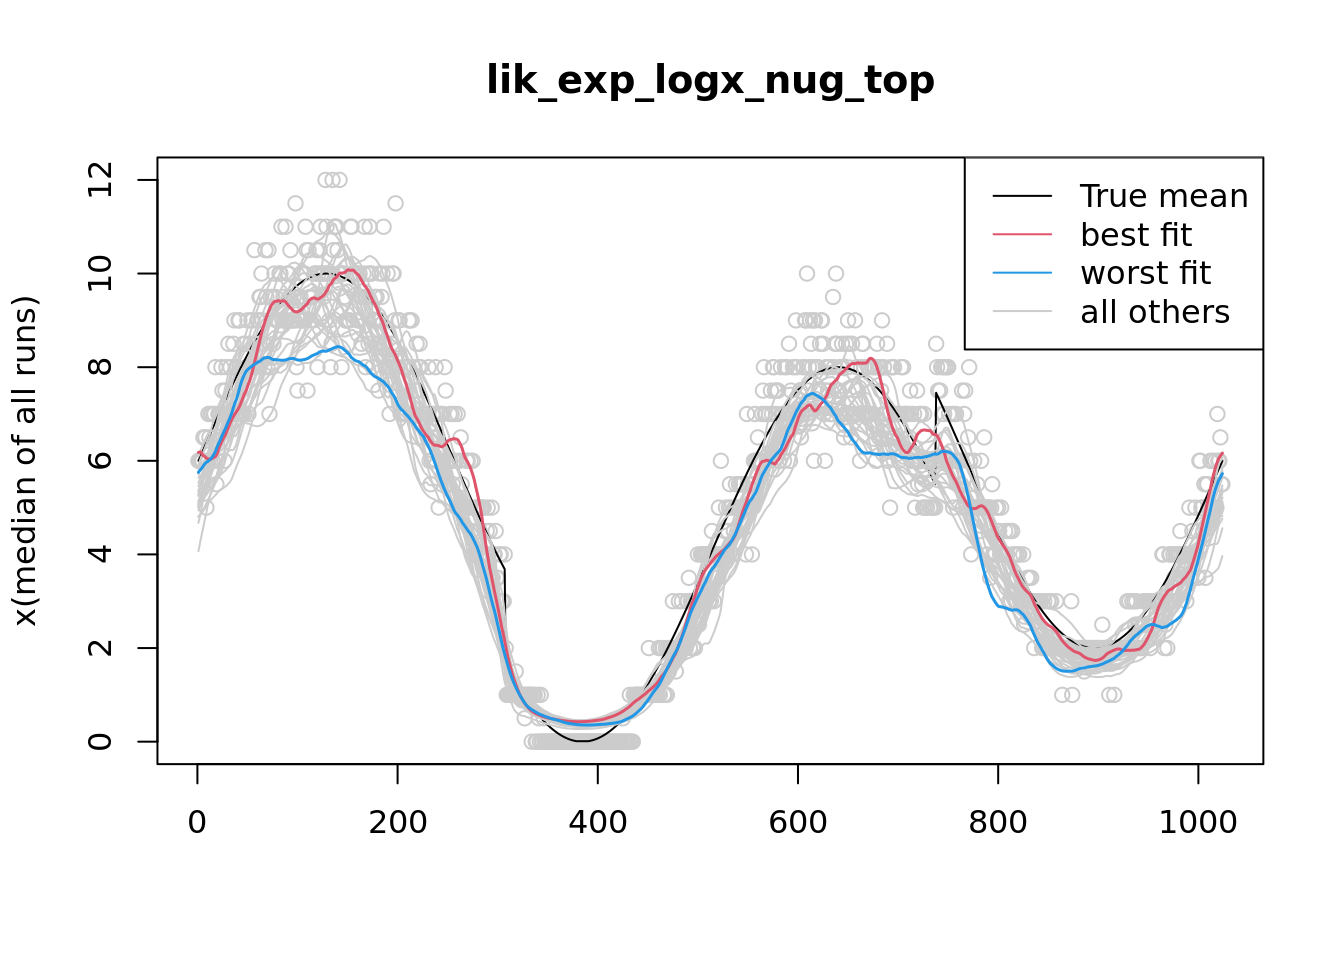 lik_exp_logx_nug_top
x(median of all runs)
12
10
8
6
4
2
0
True mean
best fit
worst fit
all others
0 200 400 600 800 1000